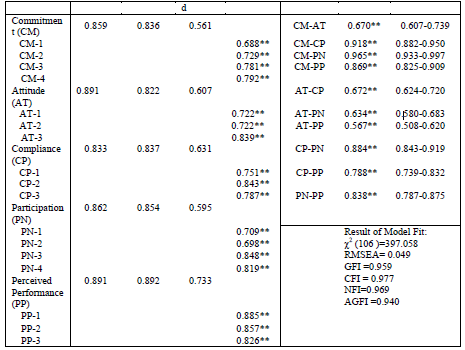 d
Commitmen 0.859 0.836 0.561 CM-AT 0.670** 0.607-0.739
t (CM)
CM-1 0.688** CM-CP 0.918** 0.882-0.950
CM-2 0.729** CM-PN 0.965** 0.933-0.997
CM-3 0.781** CM-PP 0.869** 0.825-0.909
CM-4 0.792**
Attitude 0.891 0.822 0.607 AT-CP 0.672** 0.624-0.720
(AT)
AT-1 0.722** AT-PN 0.634** 0.580-0.683
AT-2 0.722** AT-PP 0.567** 0.508-0.620
AT-3 0.839**
Compliance 0.833 0.837 0.631 CP-PN 0.884** 0.843-0.919
(CP)
CP-1 0.751** CP-PP 0.788** 0.739-0.832
CP-2 0.843**
CP-3 0.787** PN-PP 0.838** 0.787-0.875
Participation 0.862 0.854 0.595
(PN)
PN-1 0.709** Result of Model Fit:
PN-2 0.698** χ² (106 )=397.058
PN-3 0.848** RMSEA= 0.049
PN-4 0.819** GFI =0.959
Perceived 0.891 0.892 0.733 CFI = 0.977
Performance NFI=0.969
(PP) AGFI =0.940
PP-1 0.885**
PP-2 0.857**
PP-3 0.826**